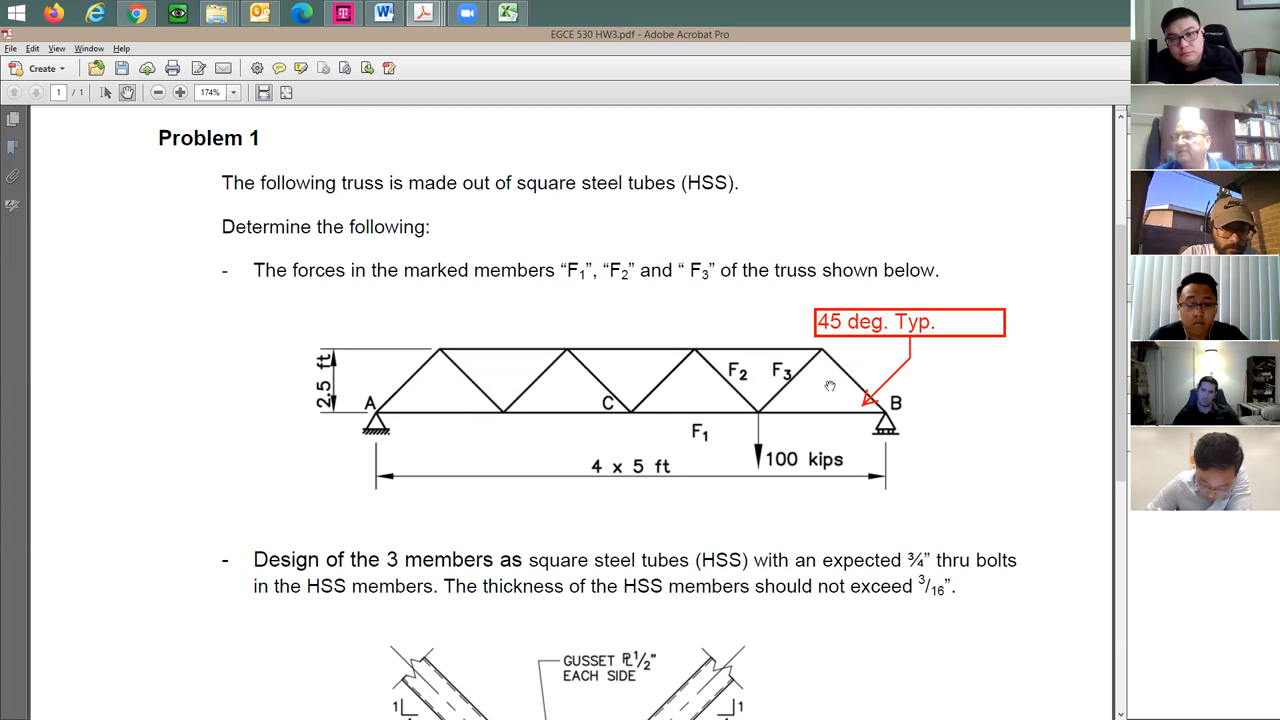 EGCE 530 HW3.pdf - Adobe Acrobat Pro
File Edit View Window Help
Create
1 / 1
174%
Problem 1
The following truss is made out of square steel tubes (HSS).
Determine the following:
- The forces in the marked members “F1”, “F2” and “ F3” of the truss shown below.
45 deg. Typ.
2.5 ft
F2
F3
A
C
B
F1
100 kips
4 x 5 ft
- Design of the 3 members as square steel tubes (HSS) with an expected ¾” thru bolts
in the HSS members. The thickness of the HSS members should not exceed 3/16”.
GUSSET PL 1/2”
EACH SIDE
1
1